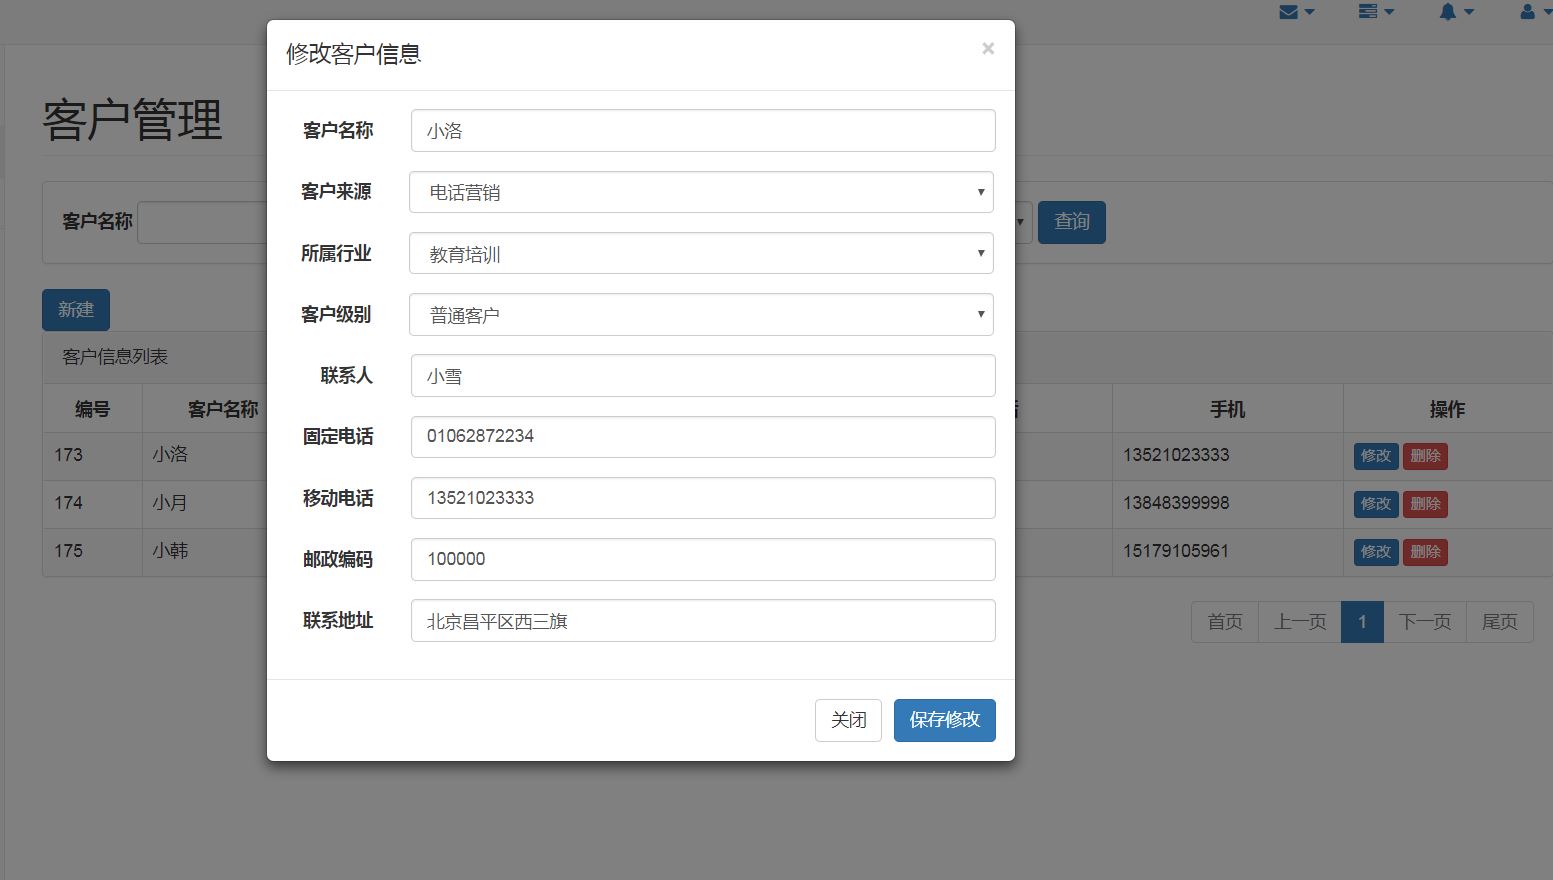 修改客户信息 ×
客户名称 小洛
客户来源 电话营销
所属行业 教育培训
客户级别 普通客户
联系人 小雪
固定电话 01062872234
移动电话 13521023333
邮政编码 100000
联系地址 北京昌平区西三旗
关闭 保存修改
客户管理
客户名称 查询
新建
客户信息列表
编号 客户名称 手机 操作
173 小洛 13521023333 修改 删除
174 小月 13848399998 修改 删除
175 小韩 15179105961 修改 删除
首页 上一页 1 下一页 尾页